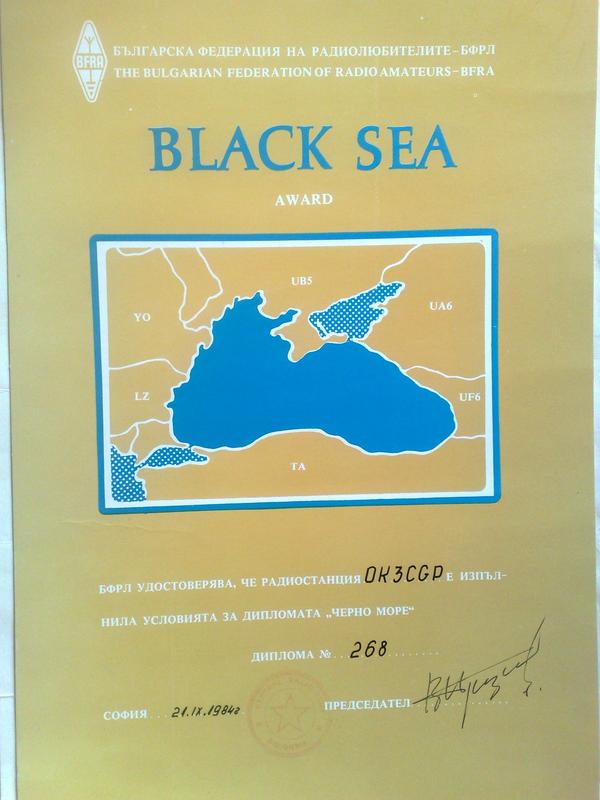 BFRA
БЪЛГАРСКА ФЕДЕРАЦИЯ НА РАДИОЛЮБИТЕЛИТЕ–БФРЛ
THE BULGARIAN FEDERATION OF RADIO AMATEURS–BFRA
BLACK SEA
AWARD
UB5
YO
UA6
LZ
UF6
TA
БФРЛ УДОСТОВЕРЯВА, ЧЕ РАДИОСТАНЦИЯ OK3CGP Е ИЗПЪЛ-
НИЛА УСЛОВИЯТА ЗА ДИПЛОМАТА „ЧЕРНО МОРЕ“
ДИПЛОМА № ...268........
СОФИЯ ...21.IX.1984г
ПРЕДСЕДАТЕЛ